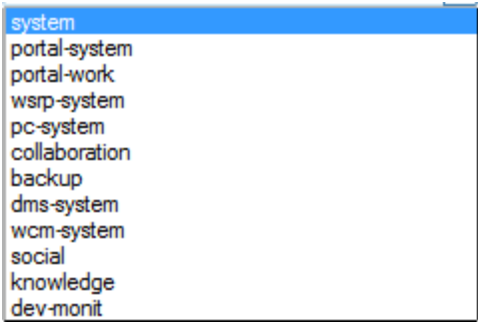 system
portal-system
portal-work
wsrp-system
pc-system
collaboration
backup
dms-system
wcm-system
social
knowledge
dev-monit